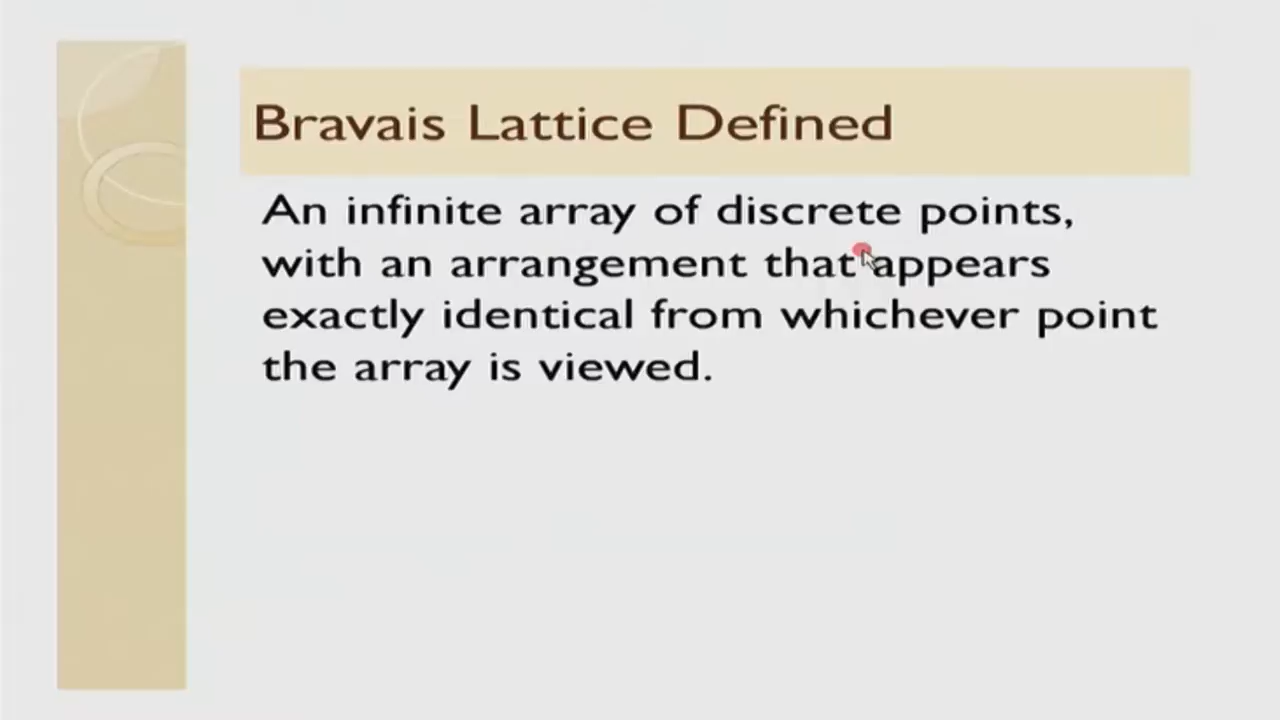 Bravais Lattice Defined
An infinite array of discrete points,
with an arrangement that appears
exactly identical from whichever point
the array is viewed.